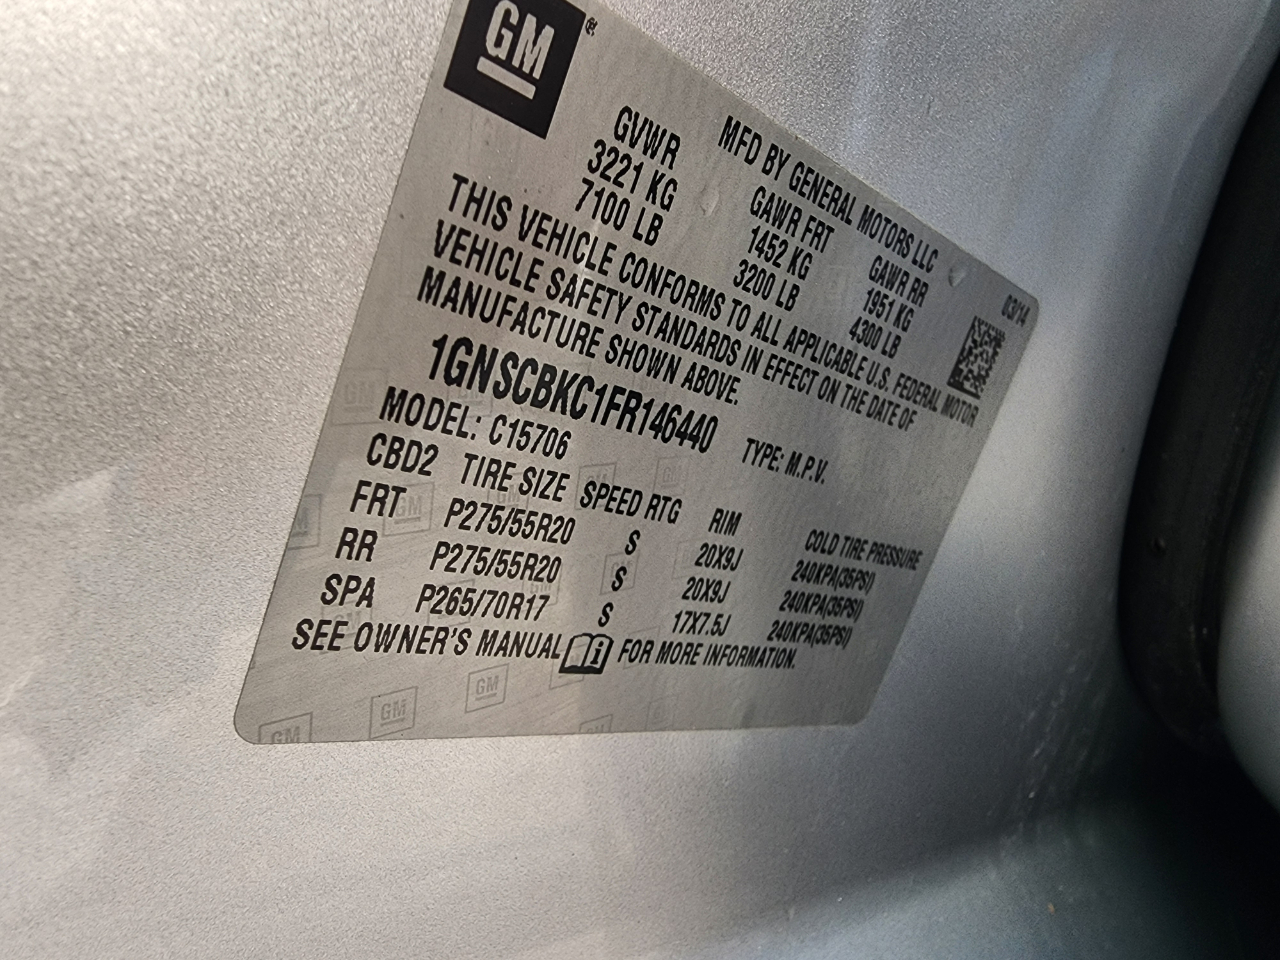 GM®
MFD BY GENERAL MOTORS LLC 03/14
GVWR GAWR FRT GAWR RR
3221 KG 1452 KG 1951 KG
7100 LB 3200 LB 4300 LB
THIS VEHICLE CONFORMS TO ALL APPLICABLE U.S. FEDERAL MOTOR
VEHICLE SAFETY STANDARDS IN EFFECT ON THE DATE OF
MANUFACTURE SHOWN ABOVE.
1GNSCBKC1FR146440 TYPE: M.P.V.
MODEL: C15706
CBD2 TIRE SIZE SPEED RTG RIM COLD TIRE PRESSURE
FRT P275/55R20 S 20X9J 240KPA(35PSI)
RR P275/55R20 S 20X9J 240KPA(35PSI)
SPA P265/70R17 S 17X7.5J 240KPA(35PSI)
SEE OWNER'S MANUAL i FOR MORE INFORMATION.
GM GM GM